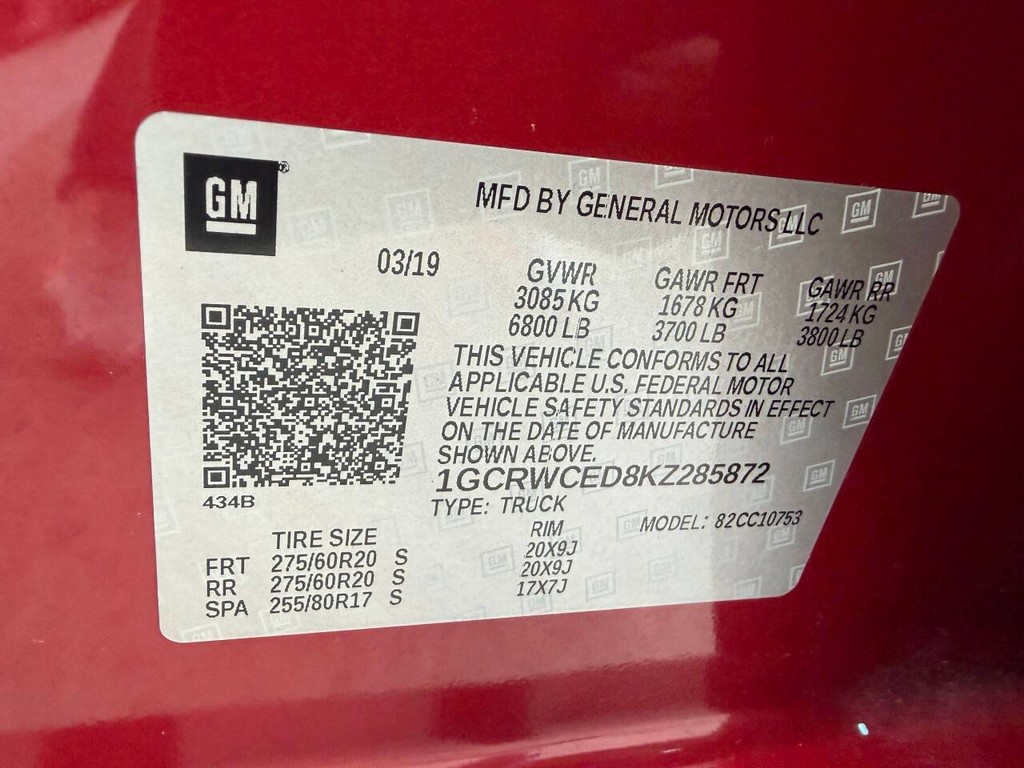 GM®
MFD BY GENERAL MOTORS LLC
03/19
GVWR GAWR FRT GAWR RR
3085 KG 1678 KG 1724 KG
6800 LB 3700 LB 3800 LB
THIS VEHICLE CONFORMS TO ALL
APPLICABLE U.S. FEDERAL MOTOR
VEHICLE SAFETY STANDARDS IN EFFECT
ON THE DATE OF MANUFACTURE
SHOWN ABOVE.
1GCRWCED8KZ285872
434B
TYPE: TRUCK MODEL: 82CC10753
TIRE SIZE RIM
FRT 275/60R20 S 20X9J
RR 275/60R20 S 20X9J
SPA 255/80R17 S 17X7J